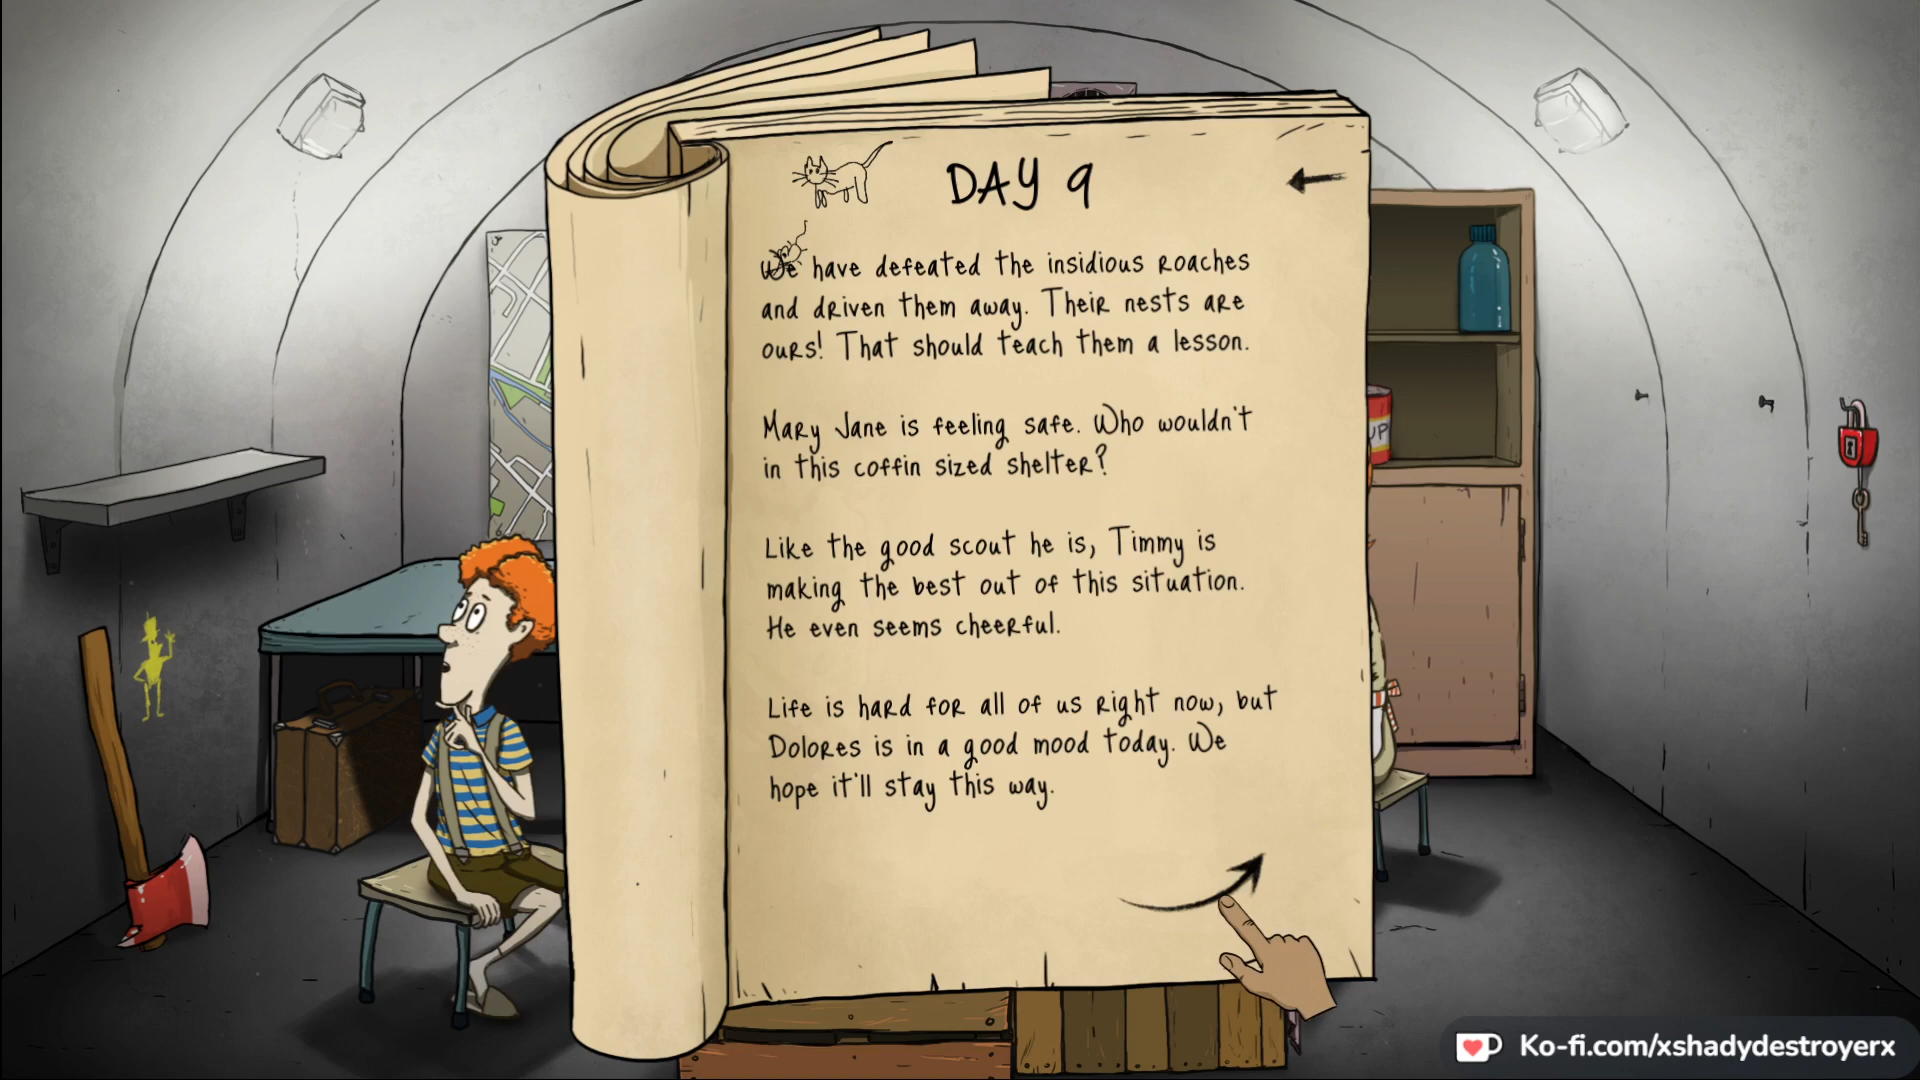 DAY 9
We have defeated the insidious roaches
and driven them away. Their nests are
ours! That should teach them a lesson.
Mary Jane is feeling safe. Who wouldn't
in this coffin sized shelter?
Like the good scout he is, Timmy is
making the best out of this situation.
He even seems cheerful.
Life is hard for all of us right now, but
Dolores is in a good mood today. We
hope it'll stay this way.
UP
Ko-fi.com/xshadydestroyerx